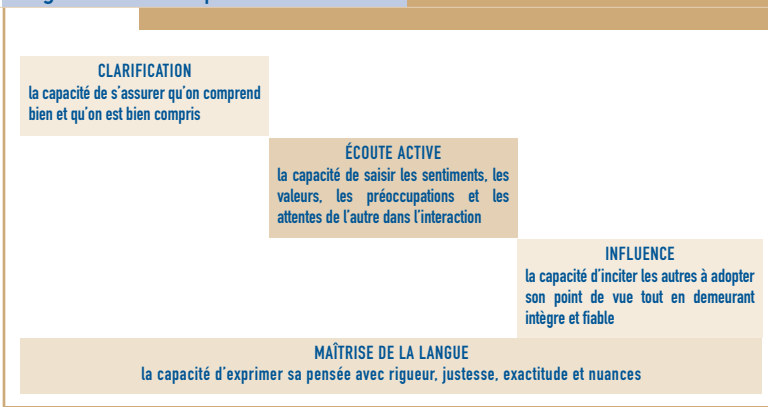 CLARIFICATION
la capacité de s'assurer qu'on comprend
bien et qu'on est bien compris
ÉCOUTE ACTIVE
la capacité de saisir les sentiments, les
valeurs, les préoccupations et les
attentes de l'autre dans l'interaction
INFLUENCE
la capacité d'inciter les autres à adopter
son point de vue tout en demeurant
intègre et fiable
MAÎTRISE DE LA LANGUE
la capacité d'exprimer sa pensée avec rigueur, justesse, exactitude et nuances